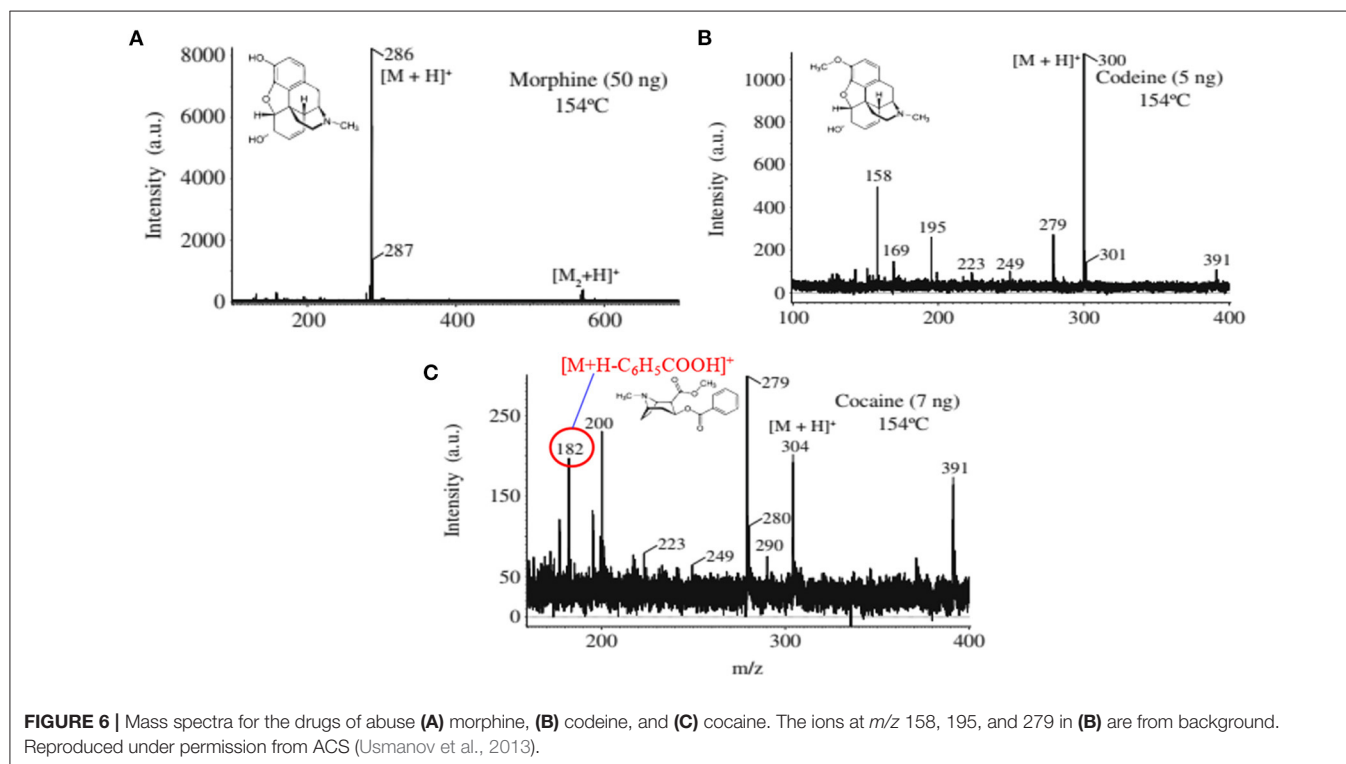 A
8000
6000
4000
2000
0
Intensity (a.u.)
200
400
600
HO
O
H
H
N
CH₃
HO
286
[M + H]⁺
287
Morphine (50 ng)
154ºC
[M₂+H]⁺
B
1000
800
600
400
200
0
Intensity (a.u.)
100
200
300
400
H₃C
O
O
H
H
N
CH₃
HO
158
169
195
223
249
279
[M + H]⁺
300
301
391
Codeine (5 ng)
154ºC
C
[M+H-C₆H₅COOH]⁺
250
150
50
0
Intensity (a.u.)
200
300
400
m/z
H₃C
N
O
O
CH₃
O
O
182
200
223
249
279
280
290
[M + H]⁺
304
391
Cocaine (7 ng)
154ºC
FIGURE 6 | Mass spectra for the drugs of abuse (A) morphine, (B) codeine, and (C) cocaine. The ions at m/z 158, 195, and 279 in (B) are from background.
Reproduced under permission from ACS (Usmanov et al., 2013).